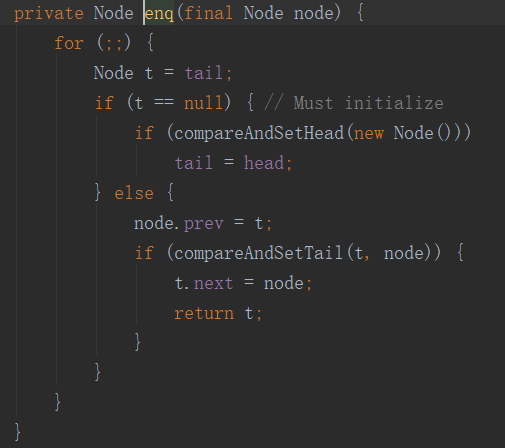 private Node enq(final Node node) {
    for (;;) {
        Node t = tail;
        if (t == null) { // Must initialize
            if (compareAndSetHead(new Node()))
                tail = head;
        } else {
            node.prev = t;
            if (compareAndSetTail(t, node)) {
                t.next = node;
                return t;
            }
        }
    }
}